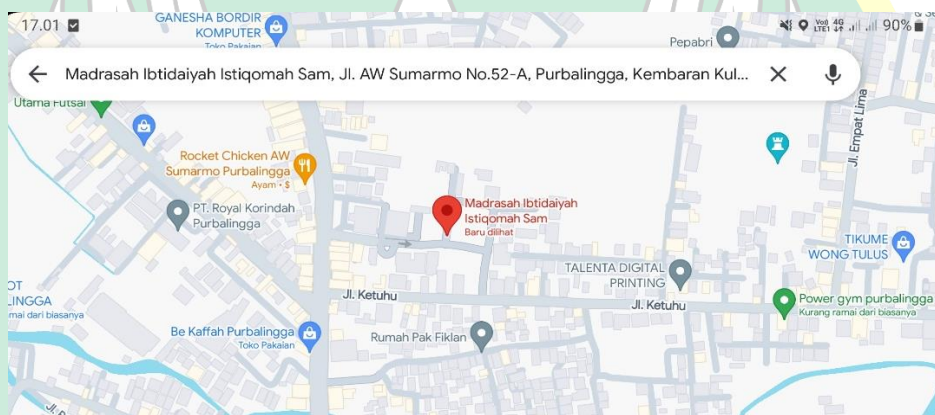 17.01
GANESHA BORDIR
KOMPUTER
Toko Pakaian
Pepabri
Vo)) 4G
LTE1
90%
Madrasah Ibtidaiyah Istiqomah Sam, Jl. AW Sumarmo No.52-A, Purbalingga, Kembaran Kul...
Utama Futsal
Jl. Empat Lima
Rocket Chicken AW
Sumarmo Purbalingga
Ayam • $
PT. Royal Korindah
Purbalingga
Madrasah Ibtidaiyah
Istiqomah Sam
Baru dilihat
TIKUME
WONG TULUS
TALENTA DIGITAL
PRINTING
OT
LINGGA
mai dari biasanya
Jl. Ketuhu
Jl. Ketuhu
Power gym purbalingga
Kurang ramai dari biasanya
Be Kaffah Purbalingga
Toko Pakaian
Rumah Pak Fiklan